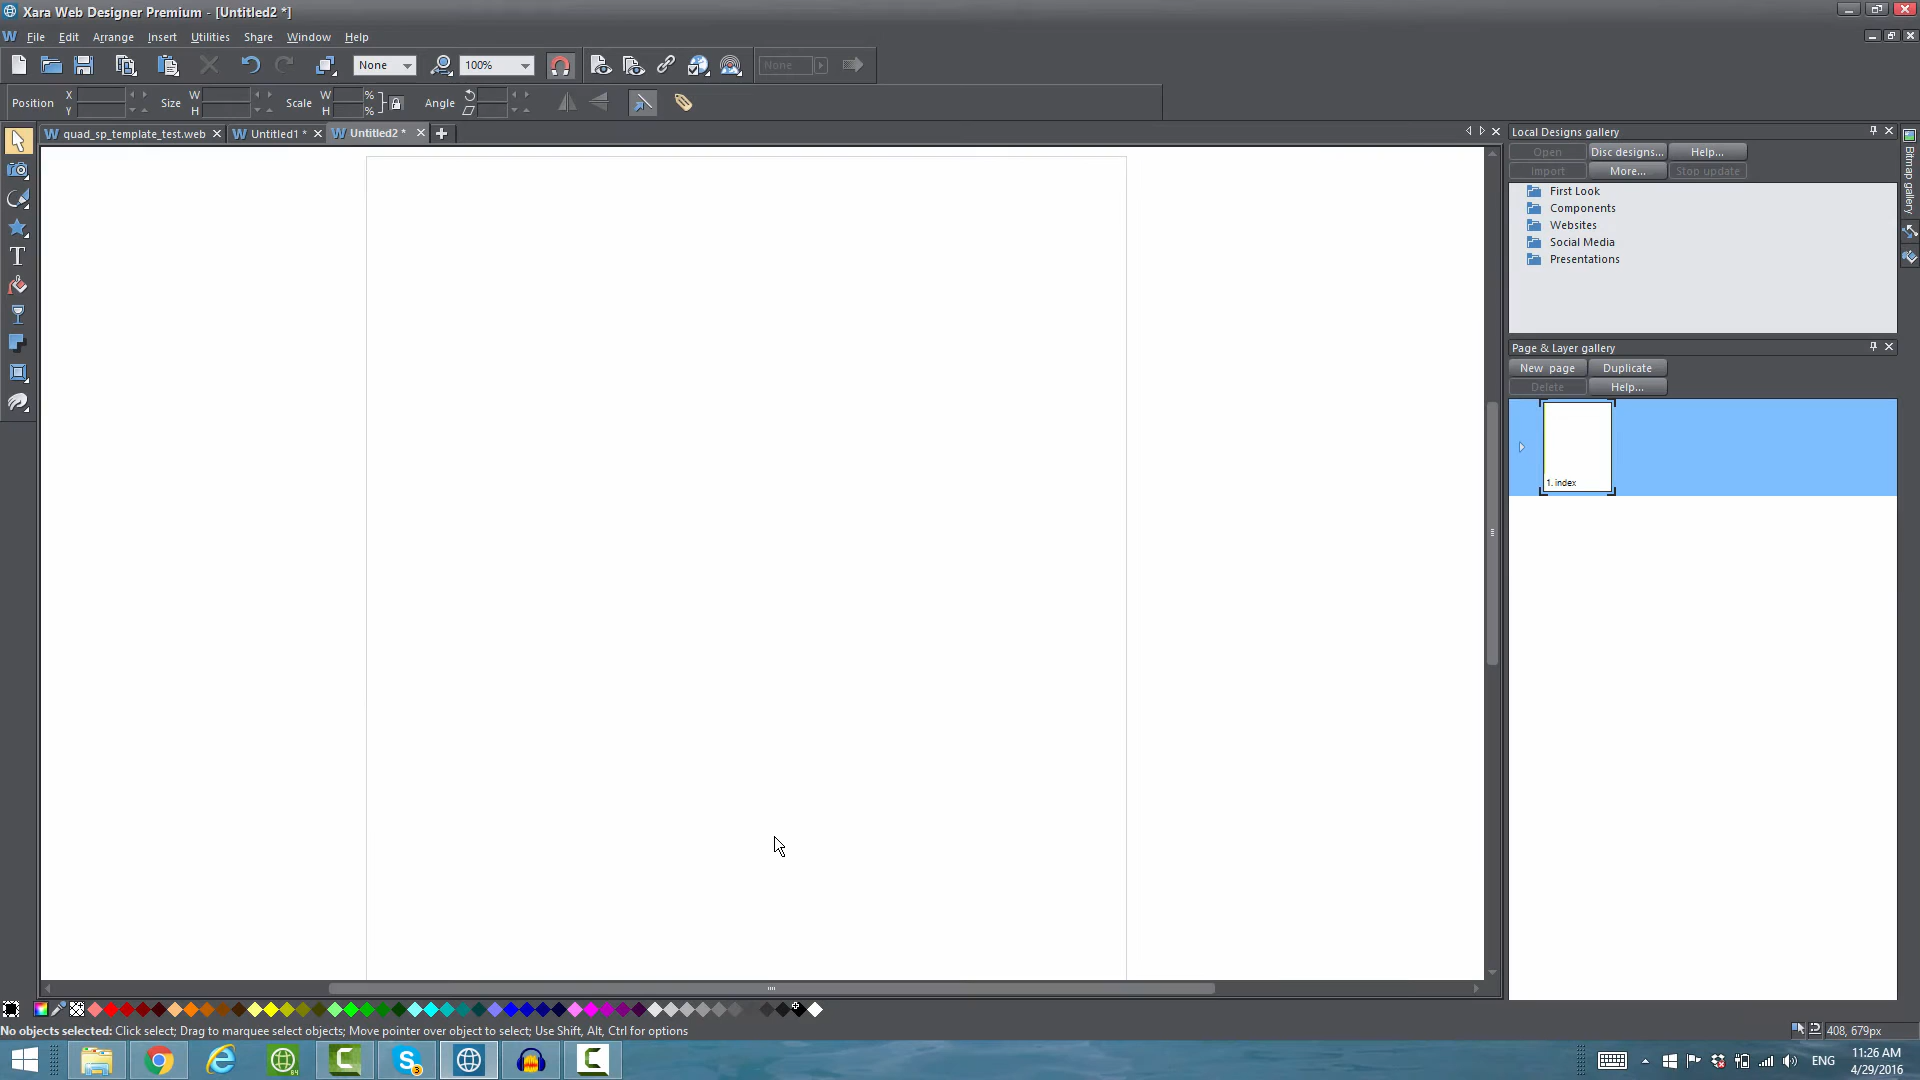 Xara Web Designer Premium - [Untitled2 *]
File Edit Arrange Insert Utilities Share Window Help
None 100% None
Position X Y Size W H Scale W H % % Angle
quad_sp_template_test.web Untitled1 * Untitled2 *
Local Designs gallery
Open Disc designs... Help...
Import More... Stop update
First Look
Components
Websites
Social Media
Presentations
Bitmap gallery
Page & Layer gallery
New page Duplicate
Delete Help...
1. index
No objects selected: Click select; Drag to marquee select objects; Move pointer over object to select; Use Shift, Alt, Ctrl for options
408, 679px
ENG
11:26 AM
4/29/2016